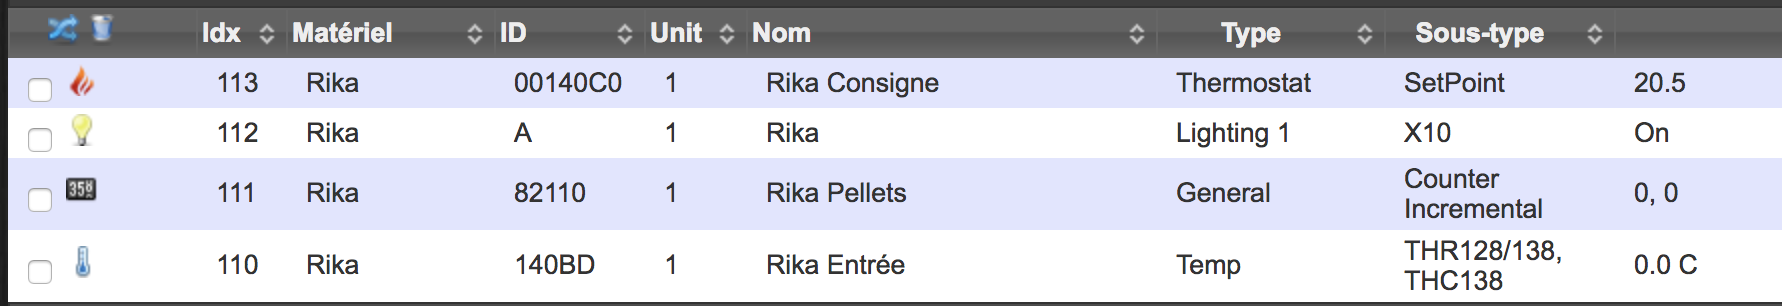 Idx Matériel ID Unit Nom Type Sous-type
113 Rika 00140C0 1 Rika Consigne Thermostat SetPoint 20.5
112 Rika A 1 Rika Lighting 1 X10 On
111 Rika 82110 1 Rika Pellets General Counter Incremental 0, 0
110 Rika 140BD 1 Rika Entrée Temp THR128/138, THC138 0.0 C